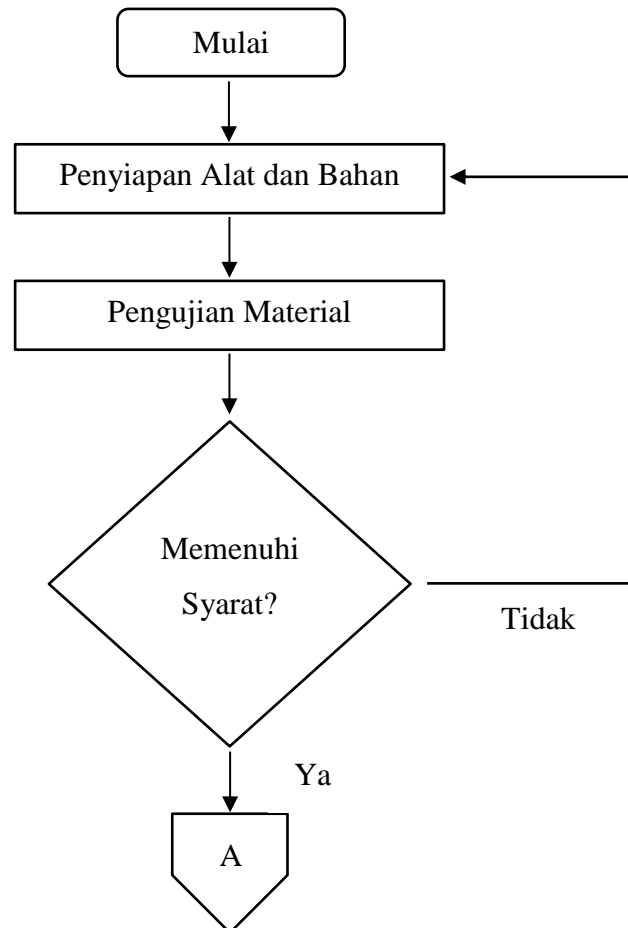 Mulai
Penyiapan Alat dan Bahan
Pengujian Material
Memenuhi
Syarat?
Tidak
Ya
A